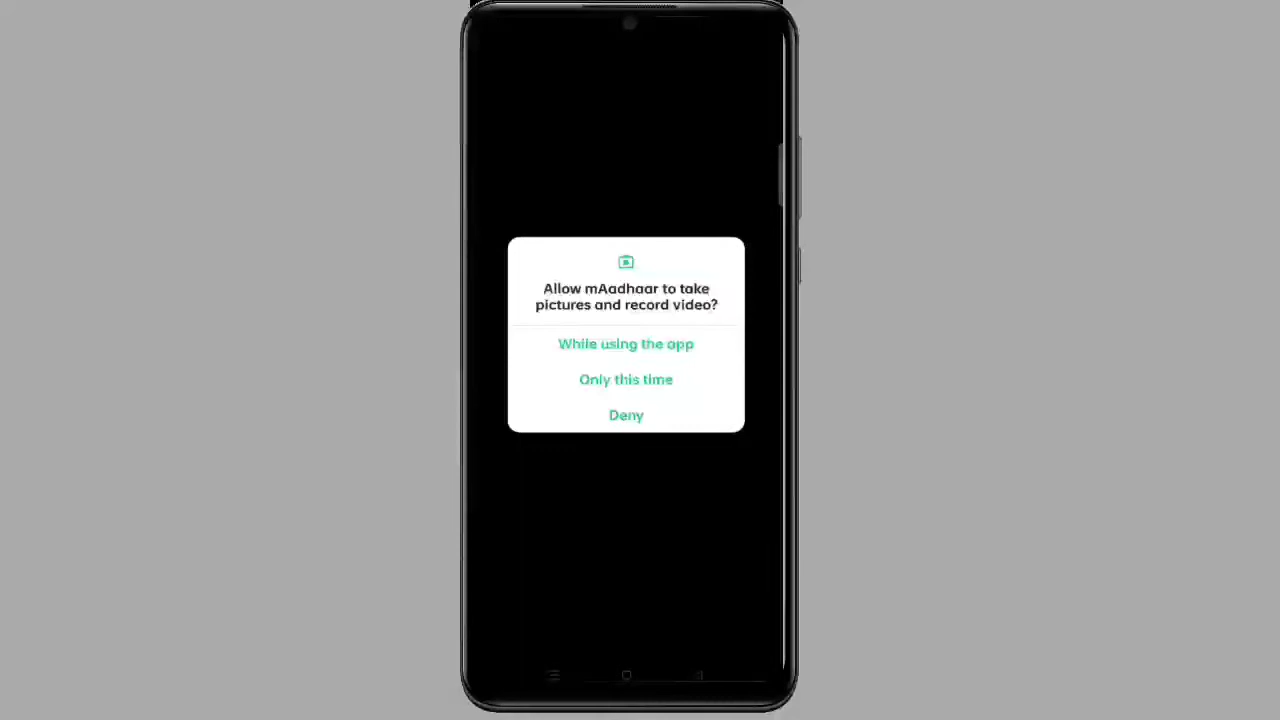 Allow mAadhaar to take
pictures and record video?
While using the app
Only this time
Deny